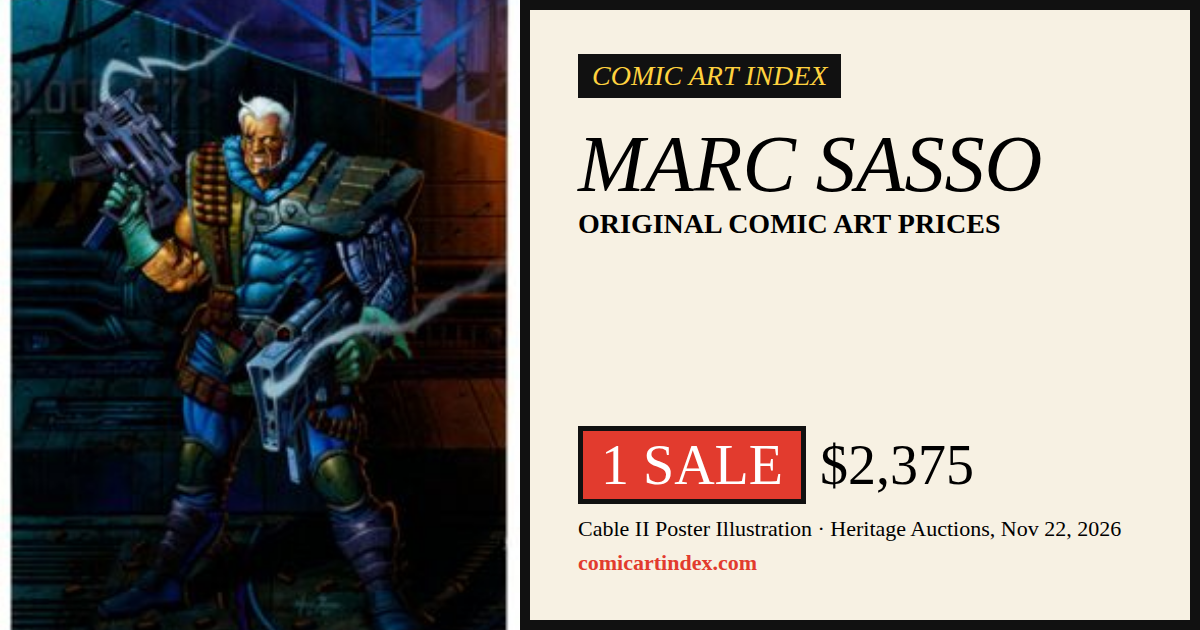 COMIC ART INDEX
MARC SASSO
ORIGINAL COMIC ART PRICES
1 SALE $2,375
Cable II Poster Illustration · Heritage Auctions, Nov 22, 2026
comicartindex.com